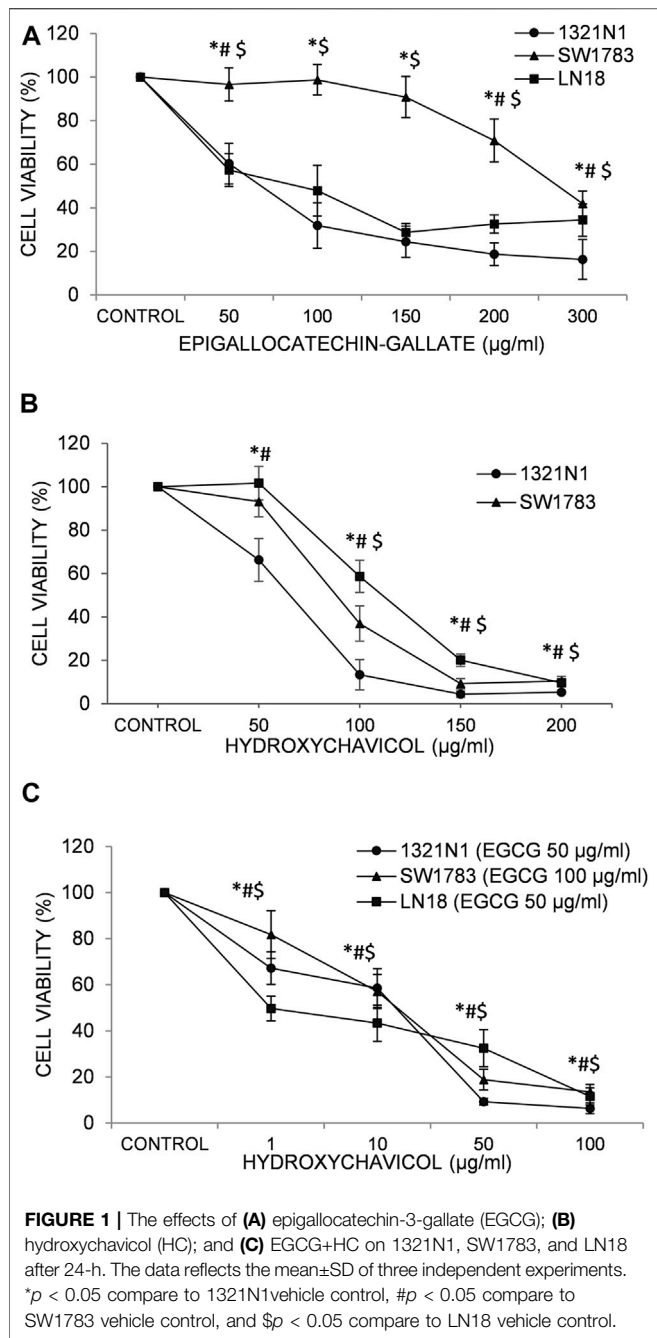 A
120
100
80
60
40
20
0
CELL VIABILITY (%)
*# $
*$
*$
*# $
*# $
1321N1
SW1783
LN18
CONTROL 50 100 150 200 300
EPIGALLOCATECHIN-GALLATE (µg/ml)
B
120
100
80
60
40
20
0
CELL VIABILITY (%)
*#
*# $
*# $
*# $
1321N1
SW1783
CONTROL 50 100 150 200
HYDROXYCHAVICOL (µg/ml)
C
120
100
80
60
40
20
0
CELL VIABILITY (%)
*#$
*#$
*#$
*#$
1321N1 (EGCG 50 µg/ml)
SW1783 (EGCG 100 µg/ml)
LN18 (EGCG 50 µg/ml)
CONTROL 1 10 50 100
HYDROXYCHAVICOL (µg/ml)
FIGURE 1 | The effects of (A) epigallocatechin-3-gallate (EGCG); (B)
hydroxychavicol (HC); and (C) EGCG+HC on 1321N1, SW1783, and LN18
after 24-h. The data reflects the mean±SD of three independent experiments.
*p < 0.05 compare to 1321N1vehicle control, #p < 0.05 compare to
SW1783 vehicle control, and $p < 0.05 compare to LN18 vehicle control.